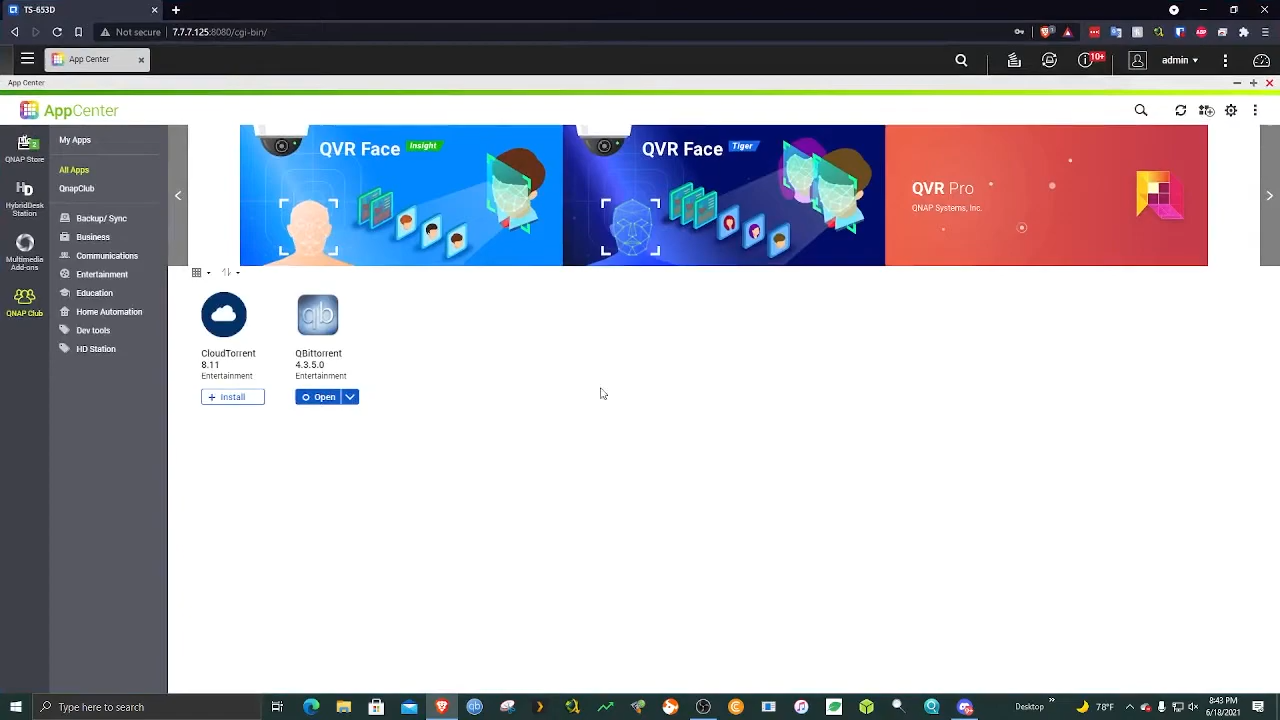 TS-653D
Not secure
7.7.7.125:8080/cgi-bin/
App Center
10+
admin
App Center
AppCenter
QNAP Store
2
HybridDesk
Station
Multimedia
Add-ons
QNAP Club
My Apps
All Apps
QnapClub
Backup/ Sync
Business
Communications
Entertainment
Education
Home Automation
Dev tools
HD Station
QVR Face Insight
QVR Face Tiger
QVR Pro
QNAP Systems, Inc.
CloudTorrent
8.11
Entertainment
+ Install
qb
QBittorrent
4.3.5.0
Entertainment
Open
Type here to search
Desktop
78°F
8:43 PM